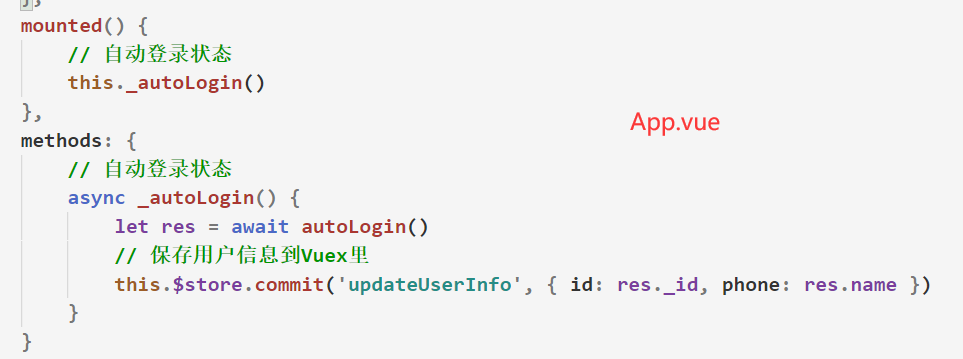 },
mounted() {
// 自动登录状态
this._autoLogin()
},
App.vue
methods: {
// 自动登录状态
async _autoLogin() {
let res = await autoLogin()
// 保存用户信息到Vuex里
this.$store.commit('updateUserInfo', { id: res._id, phone: res.name })
}
}